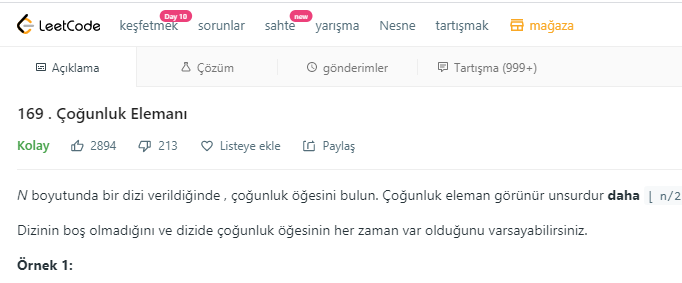 LeetCode keşfetmek Day 10 sorunlar sahte new yarışma Nesne tartışmak mağaza
Açıklama Çözüm gönderimler Tartışma (999+)
169 . Çoğunluk Elemanı
Kolay 2894 213 Listeye ekle Paylaş
N boyutunda bir dizi verildiğinde , çoğunluk öğesini bulun. Çoğunluk eleman görünür unsurdur daha [ n/2
Dizinin boş olmadığını ve dizide çoğunluk öğesinin her zaman var olduğunu varsayabilirsiniz.
Örnek 1: